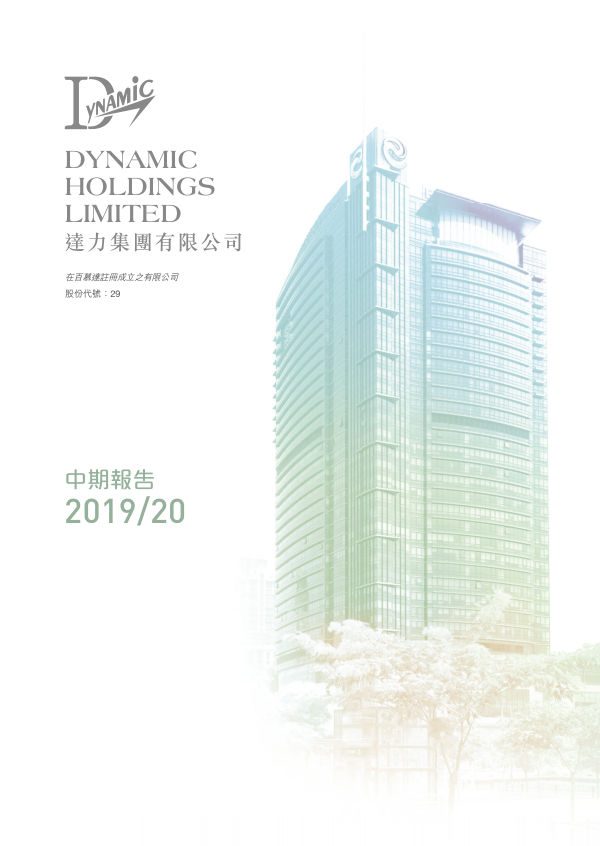 DYNAMIC
DYNAMIC
HOLDINGS
LIMITED
達力集團有限公司
在百慕達註冊成立之有限公司
股份代號：29
中期報告
2019/20